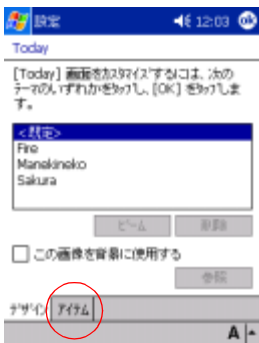 設定 12:03 ok
Today
[Today] 画面をｶｽﾀﾏｲｽﾞするには、次の
ﾃｰﾏのいずれかをﾀｯﾌﾟし、[OK] をﾀｯﾌﾟしま
す。
<既定>
Fire
Manekineko
Sakura
ﾋﾞｰﾑ 削除
この画像を背景に使用する
参照
ﾃﾞｻﾞｲﾝ ｱｲﾃﾑ
A